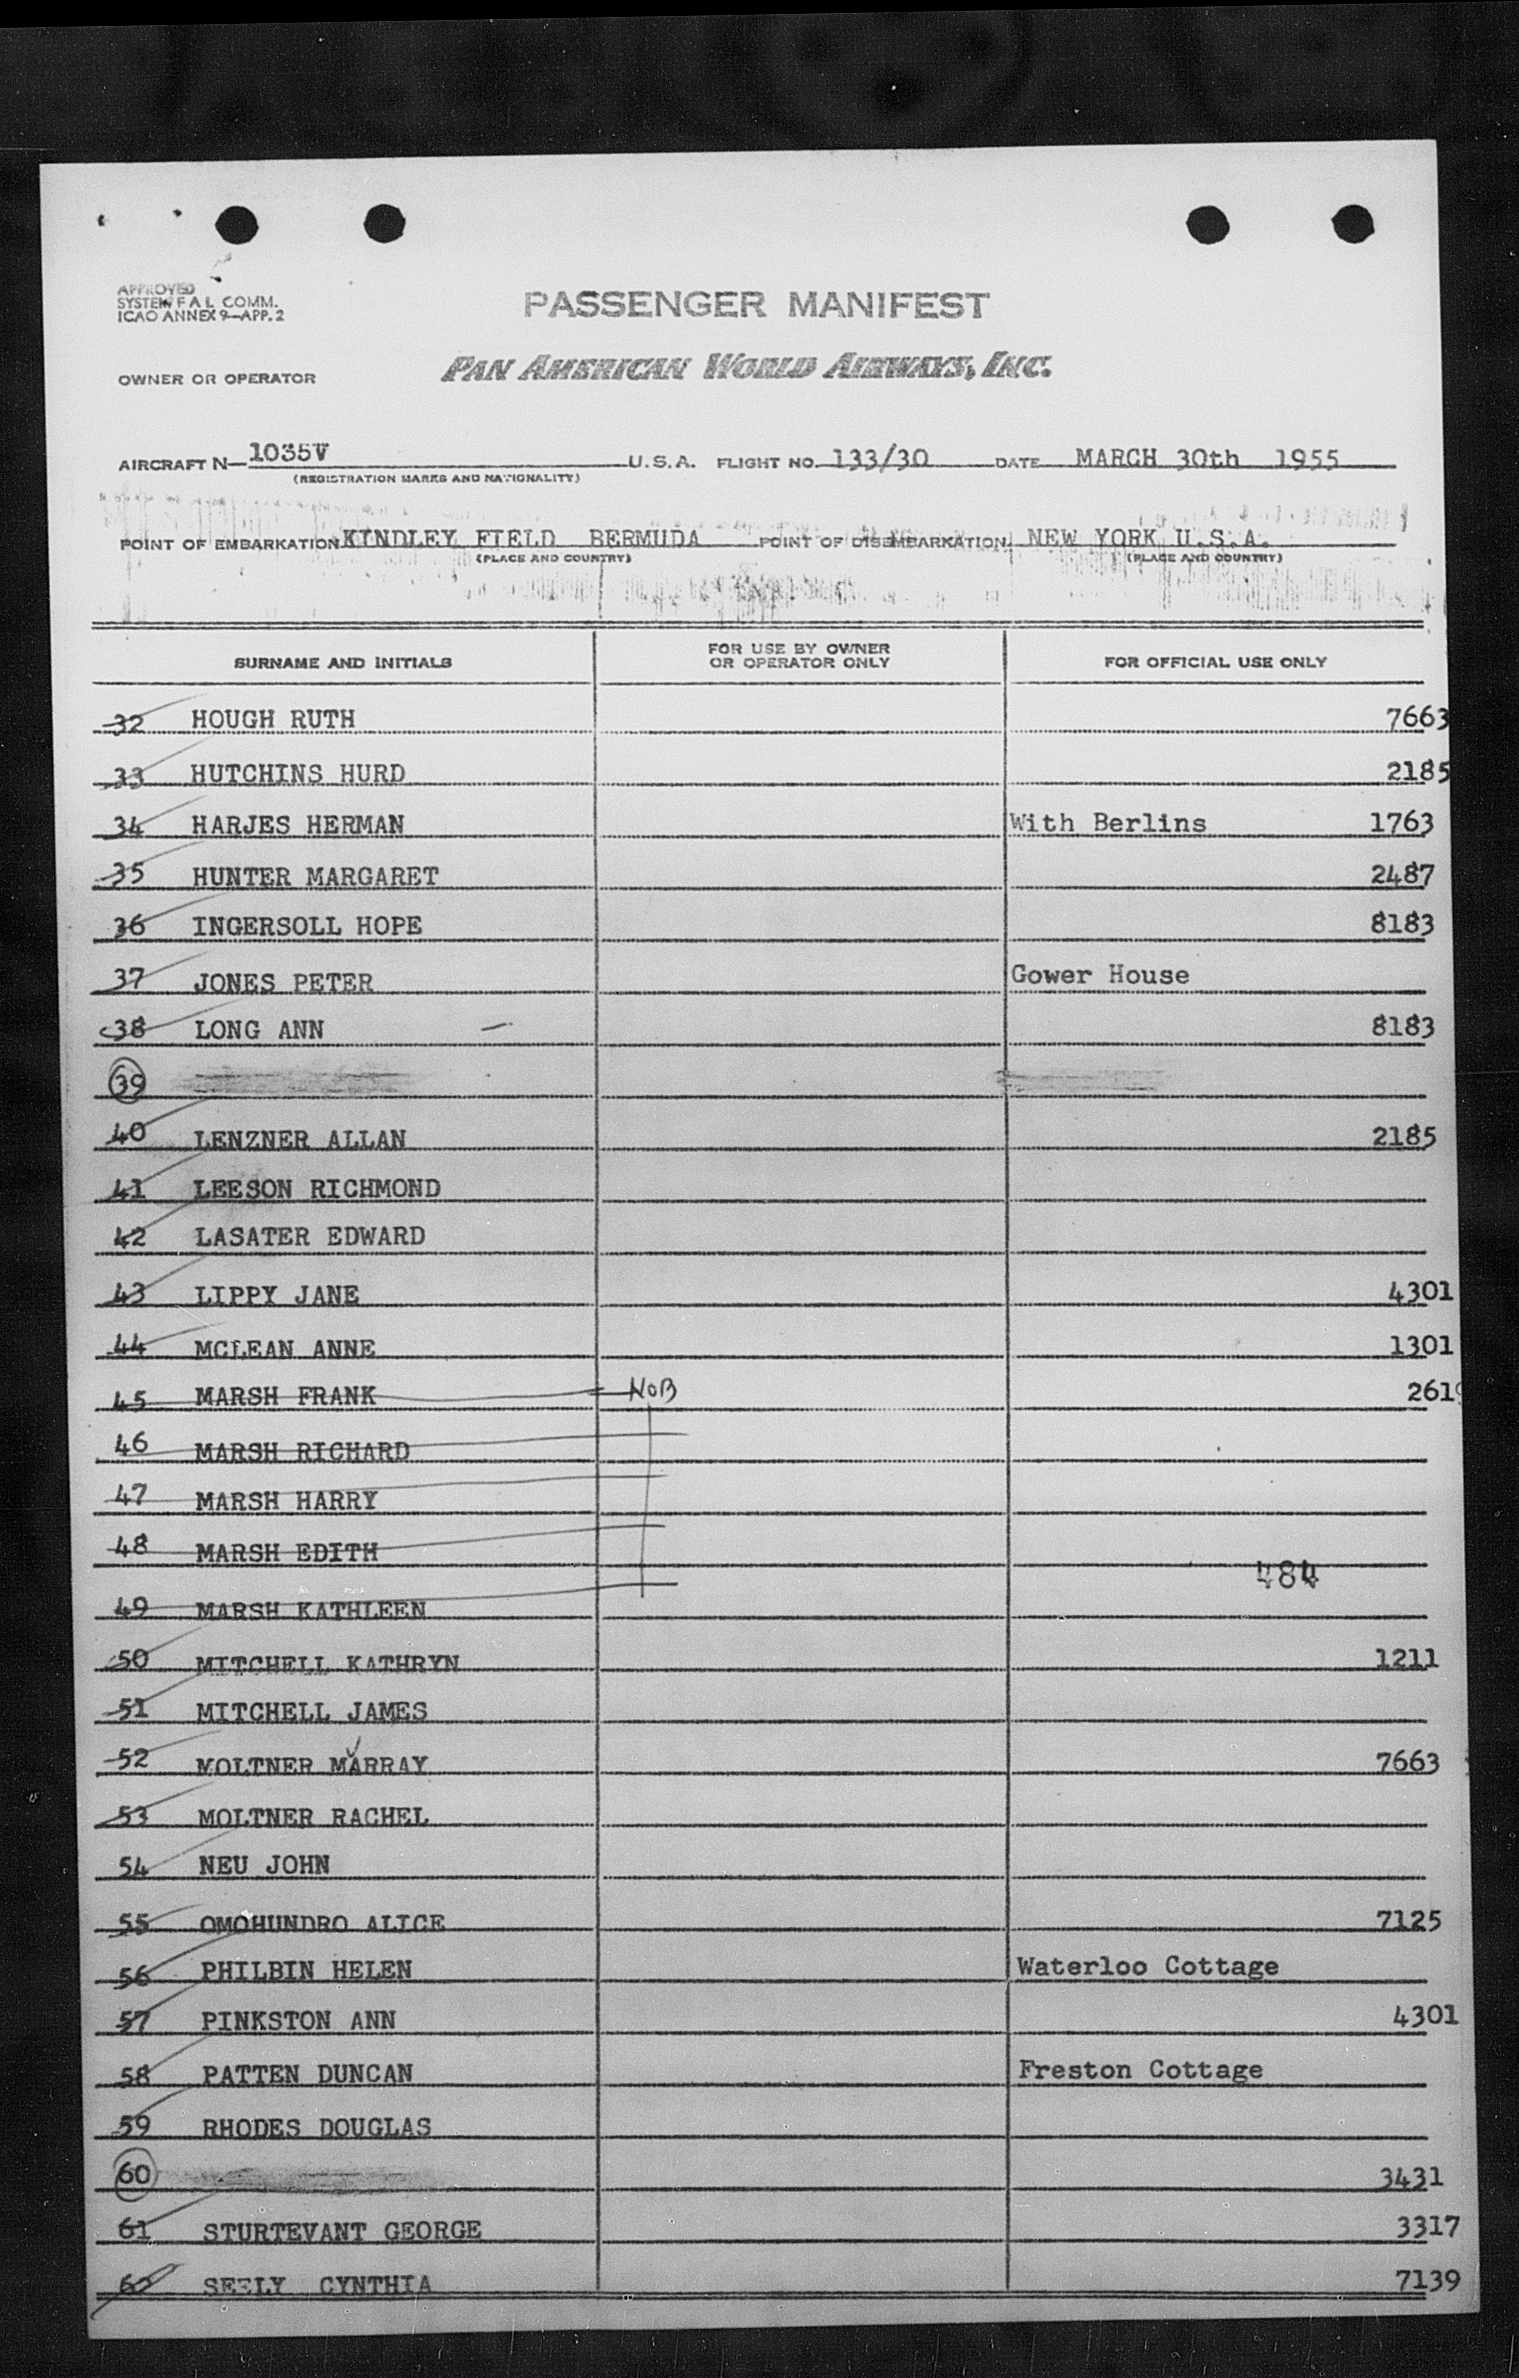 APPROVED
SYSTEM F A L COMM.
ICAO ANNEX 9—APP. 2
PASSENGER MANIFEST
OWNER OR OPERATOR PAN AMERICAN WORLD AIRWAYS, INC.
AIRCRAFT N— 1035V U.S.A. FLIGHT NO. 133/30 DATE MARCH 30th 1955
(REGISTRATION MARKS AND NATIONALITY)
POINT OF EMBARKATION KINDLEY FIELD BERMUDA POINT OF DISEMBARKATION NEW YORK U.S.A.
(PLACE AND COUNTRY) (PLACE AND COUNTRY)
SURNAME AND INITIALS FOR USE BY OWNER OR OPERATOR ONLY FOR OFFICIAL USE ONLY
32 HOUGH RUTH 7663
33 HUTCHINS HURD 2185
34 HARJES HERMAN With Berlins 1763
35 HUNTER MARGARET 2487
36 INGERSOLL HOPE 8183
37 JONES PETER Gower House
38 LONG ANN 8183
39
40 LENZNER ALLAN 2185
41 LEESON RICHMOND
42 LASATER EDWARD
43 LIPPY JANE 4301
44 MCLEAN ANNE 1301
45 MARSH FRANK NOB
46 MARSH RICHARD
47 MARSH HARRY
48 MARSH EDITH
484
49 MARSH KATHLEEN
50 MITCHELL KATHRYN 1211
51 MITCHELL JAMES
52 MOLTNER MARRAY 7663
53 MOLTNER RACHEL
54 NEU JOHN
55 OMOHUNDRO ALICE 7125
56 PHILBIN HELEN Waterloo Cottage
57 PINKSTON ANN 4301
58 PATTEN DUNCAN Freston Cottage
59 RHODES DOUGLAS
60 3431
61 STURTEVANT GEORGE 3317
62 SEELY CYNTHIA 7139